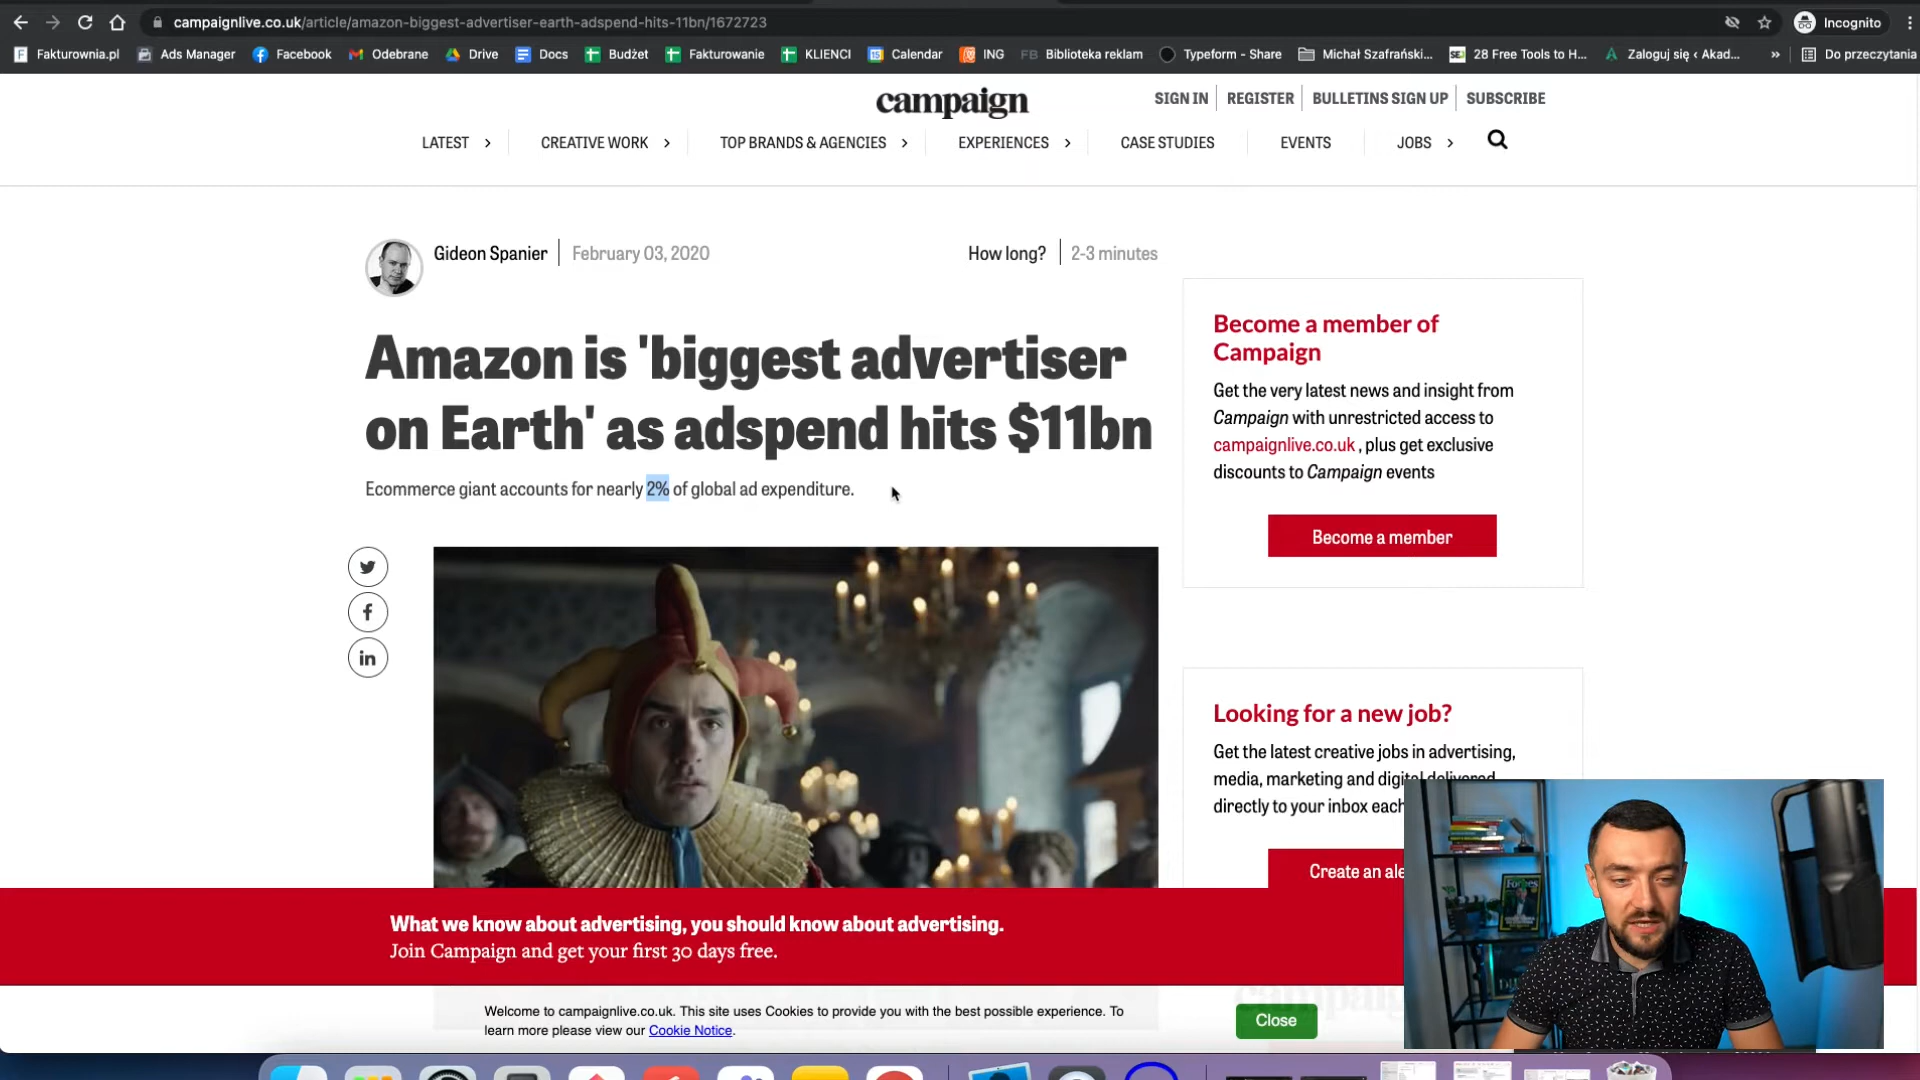 campaignlive.co.uk/article/amazon-biggest-advertiser-earth-adspend-hits-11bn/1672723
Incognito
Fakturownia.pl
Ads Manager
Facebook
Odebrane
Drive
Docs
Budżet
Fakturowanie
KLIENCI
Calendar
ING
FB Biblioteka reklam
Typeform - Share
Michał Szafrański...
28 Free Tools to H...
Zaloguj się ‹ Akad...
»
Do przeczytania
campaign
SIGN IN
REGISTER
BULLETINS SIGN UP
SUBSCRIBE
LATEST
CREATIVE WORK
TOP BRANDS & AGENCIES
EXPERIENCES
CASE STUDIES
EVENTS
JOBS
Gideon Spanier
February 03, 2020
How long?
2-3 minutes
Amazon is 'biggest advertiser
on Earth' as adspend hits $11bn
Ecommerce giant accounts for nearly 2% of global ad expenditure.
Become a member of
Campaign
Get the very latest news and insight from
Campaign with unrestricted access to
campaignlive.co.uk , plus get exclusive
discounts to Campaign events
Become a member
Looking for a new job?
Get the latest creative jobs in advertising,
media, marketing and digital delivered
directly to your inbox each
Create an ale
Forbes
What we know about advertising, you should know about advertising.
Join Campaign and get your first 30 days free.
Welcome to campaignlive.co.uk. This site uses Cookies to provide you with the best possible experience. To
learn more please view our Cookie Notice.
Close